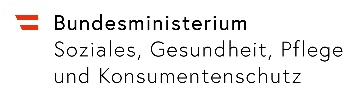 Bundesministerium
Soziales, Gesundheit, Pflege
und Konsumentenschutz